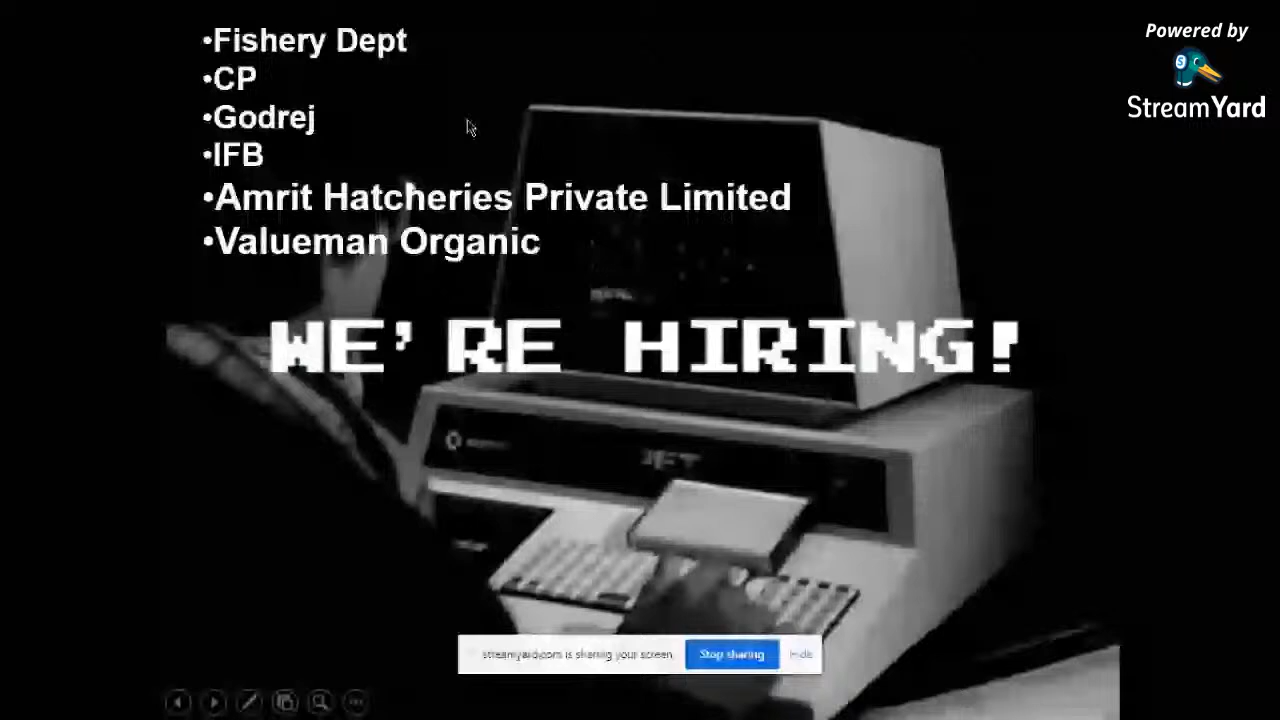 •Fishery Dept
•CP
•Godrej
•IFB
•Amrit Hatcheries Private Limited
•Valueman Organic
Powered by
StreamYard
WE'RE HIRING!
streamyard.com is sharing your screen.
Stop sharing
Hide